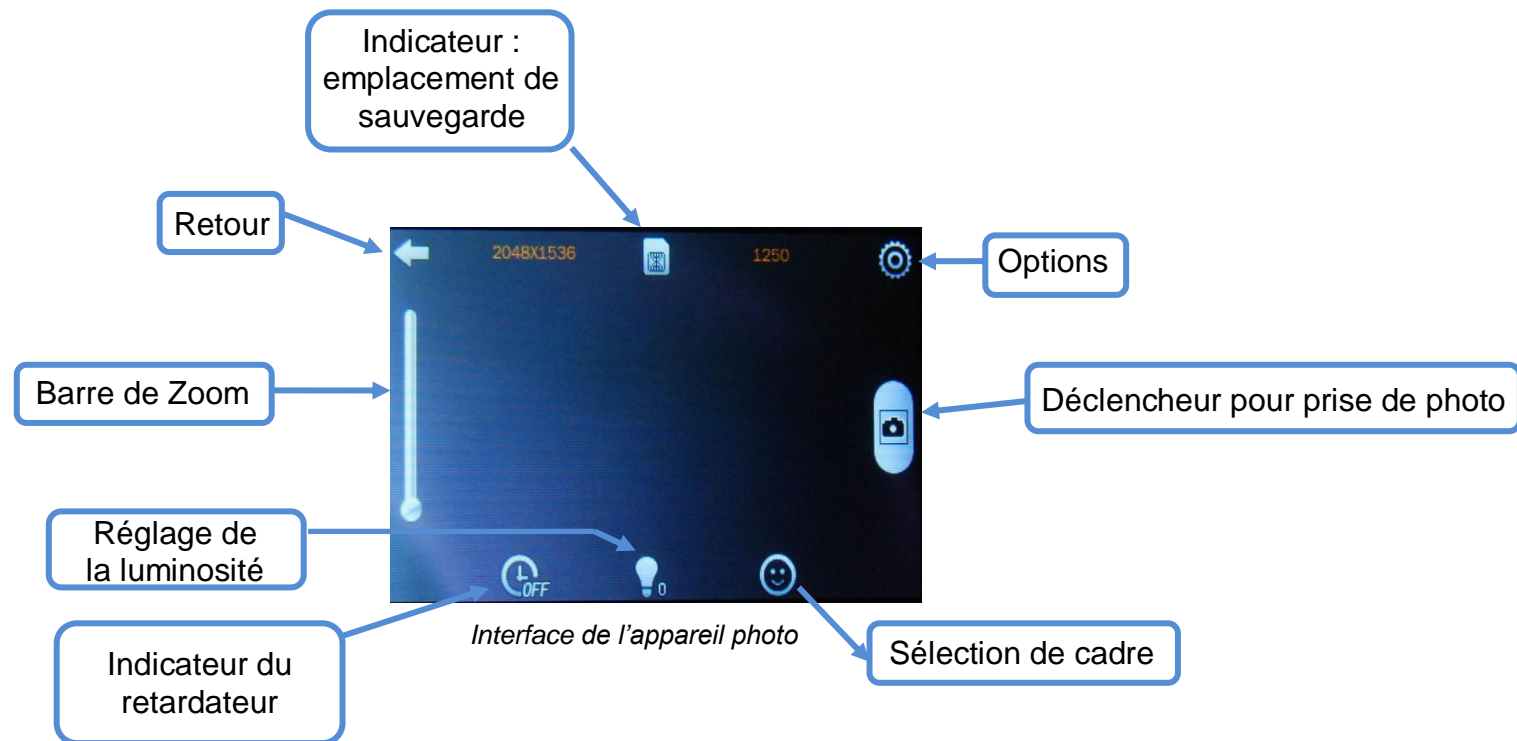 Indicateur :
emplacement de
sauvegarde
Retour
2048X1536
1250
Options
Barre de Zoom
Déclencheur pour prise de photo
Réglage de
la luminosité
OFF
0
Interface de l’appareil photo
Indicateur du
retardateur
Sélection de cadre